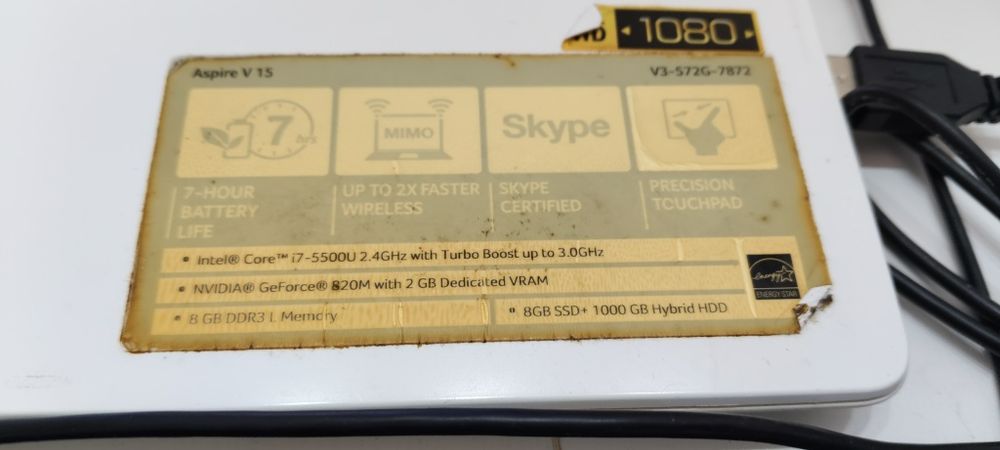 1080
Aspire V 15
V3-572G-7872
7
hrs
MIMO
Skype
7-HOUR
BATTERY
LIFE
UP TO 2X FASTER
WIRELESS
SKYPE
CERTIFIED
PRECISION
TOUCHPAD
• Intel® Core™ i7-5500U 2.4GHz with Turbo Boost up to 3.0GHz
• NVIDIA® GeForce® 820M with 2 GB Dedicated VRAM
• 8 GB DDR3 L Memory
• 8GB SSD+ 1000 GB Hybrid HDD
energy
ENERGY STAR